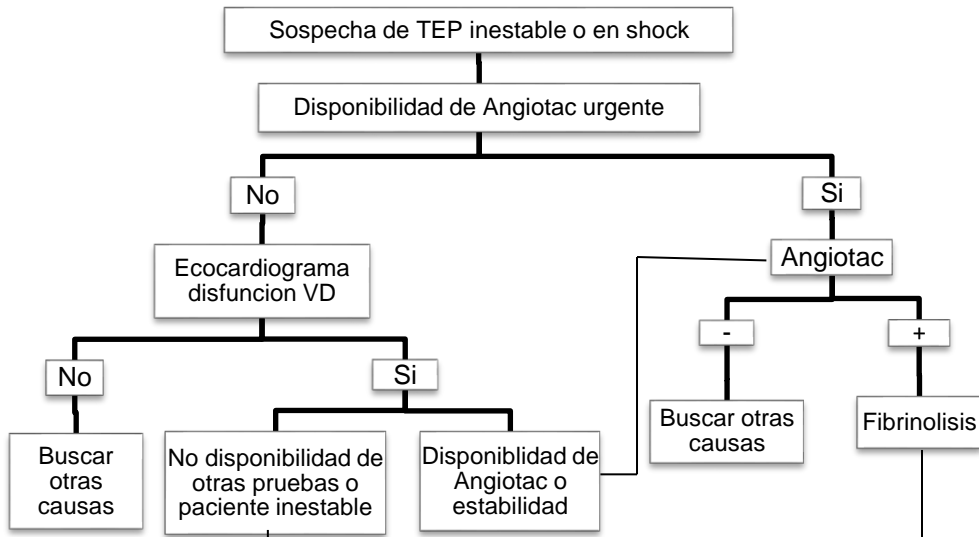 Sospecha de TEP inestable o en shock
Disponibilidad de Angiotac urgente
No
Si
Ecocardiograma
disfuncion VD
Angiotac
-
+
No
Si
Buscar otras
causas
Fibrinolisis
Buscar
otras
causas
No disponibilidad de
otras pruebas o
paciente inestable
Disponiblidad de
Angiotac o
estabilidad